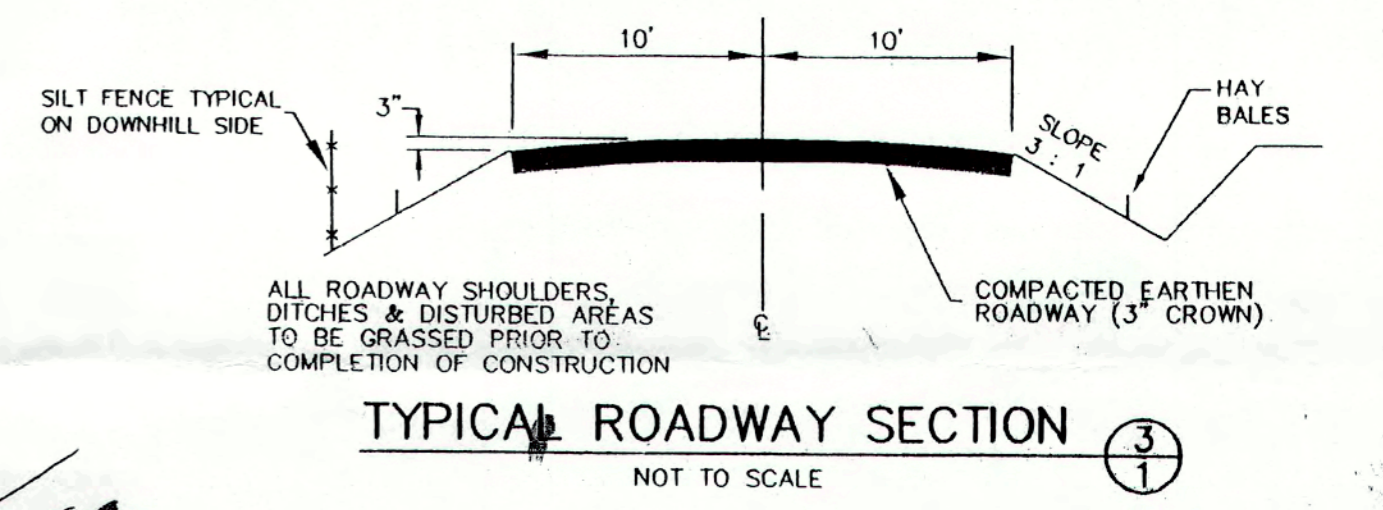 10'
10'
SILT FENCE TYPICAL
ON DOWNHILL SIDE
3"
SLOPE
3 : 1
HAY
BALES
ALL ROADWAY SHOULDERS,
DITCHES & DISTURBED AREAS
TO BE GRASSED PRIOR TO
COMPLETION OF CONSTRUCTION
℄
COMPACTED EARTHEN
ROADWAY (3" CROWN)
TYPICAL ROADWAY SECTION
3
1
NOT TO SCALE